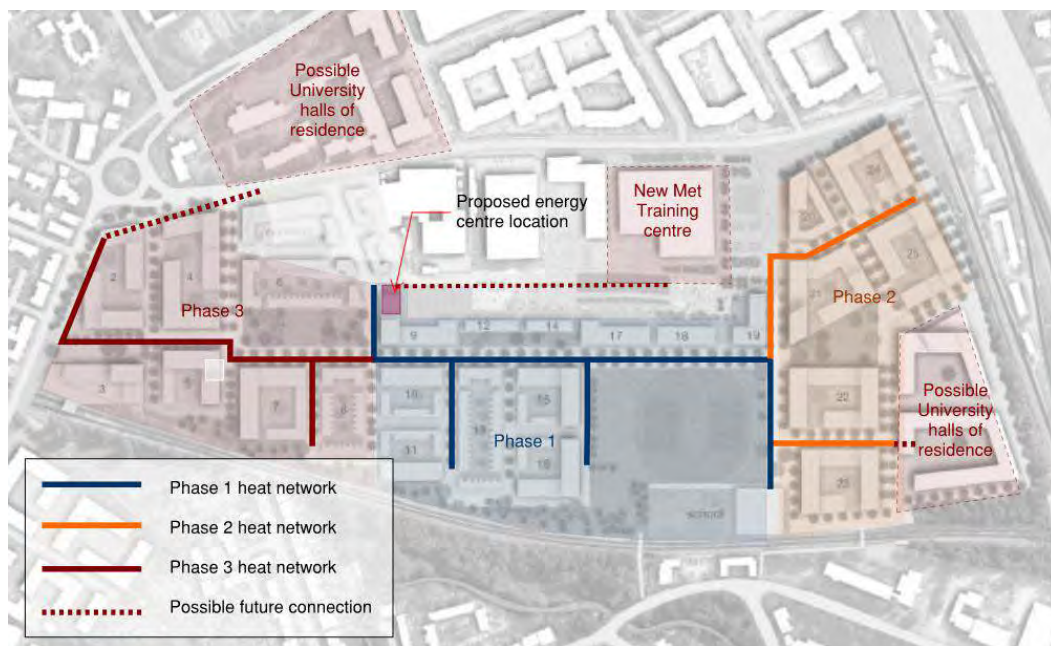 Possible
University
halls of
residence
Proposed energy
centre location
New Met
Training
centre
24
25
2
4
6
Phase 3
21
Phase 2
9
12
14
17
18
19
3
5
7
8
10
11
13
15
16
Phase 1
22
23
school
Possible
University
halls of
residence
Phase 1 heat network
Phase 2 heat network
Phase 3 heat network
Possible future connection